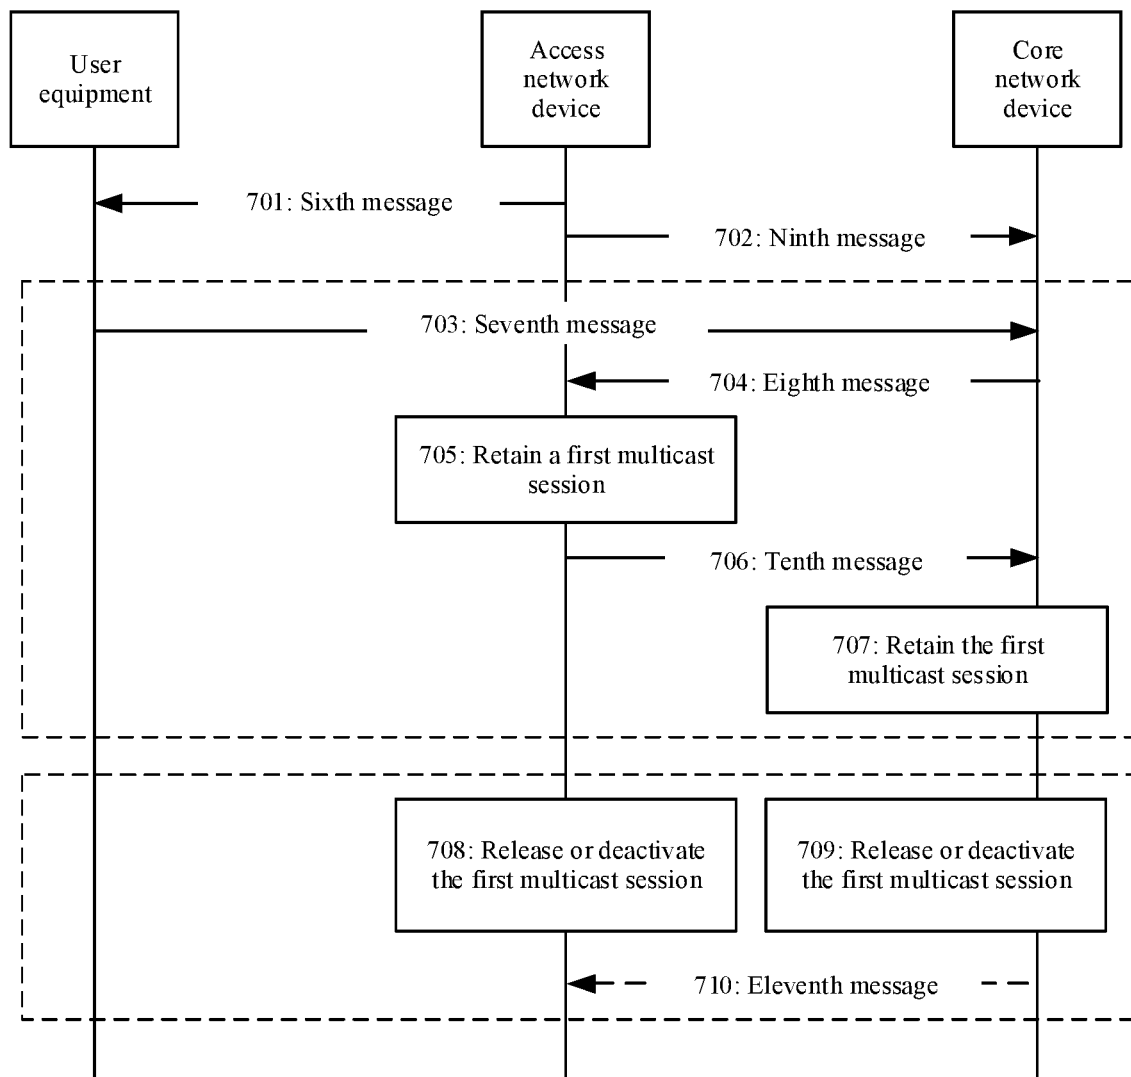 User
equipment
Access
network
device
Core
network
device
701: Sixth message
702: Ninth message
703: Seventh message
704: Eighth message
705: Retain a first multicast
session
706: Tenth message
707: Retain the first
multicast session
708: Release or deactivate
the first multicast session
709: Release or deactivate
the first multicast session
710: Eleventh message